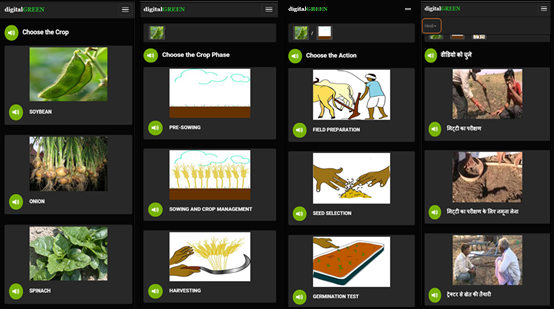 digitalGREEN
Choose the Crop
SOYBEAN
ONION
SPINACH
digitalGREEN
Choose the Crop Phase
PRE-SOWING
SOWING AND CROP MANAGEMENT
HARVESTING
digitalGREEN
/
Choose the Action
FIELD PREPARATION
SEED SELECTION
GERMINATION TEST
digitalGREEN
वीडियो को चुने
मिट्टी का परीक्षण
मिट्टी का परीक्षण के लिए नमूना लेना
ट्रेक्टर से खेत की तैयारी